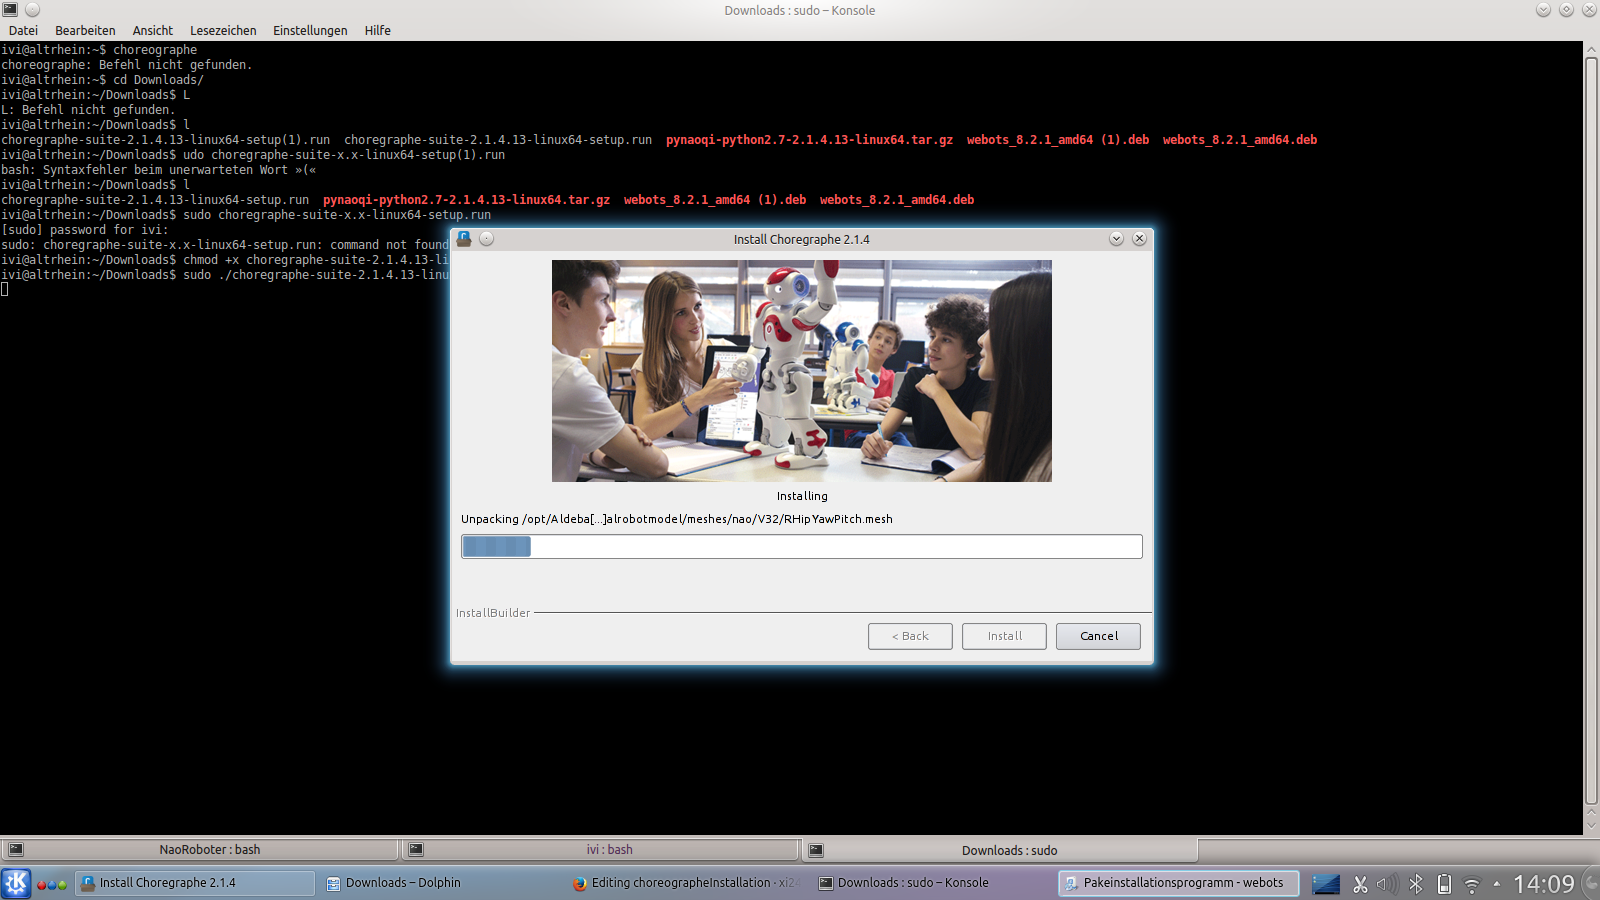 Downloads : sudo – Konsole
Datei Bearbeiten Ansicht Lesezeichen Einstellungen Hilfe
ivi@altrhein:~$ choreographe
choreographe: Befehl nicht gefunden.
ivi@altrhein:~$ cd Downloads/
ivi@altrhein:~/Downloads$ L
L: Befehl nicht gefunden.
ivi@altrhein:~/Downloads$ l
choregraphe-suite-2.1.4.13-linux64-setup(1).run choregraphe-suite-2.1.4.13-linux64-setup.run pynaoqi-python2.7-2.1.4.13-linux64.tar.gz webots_8.2.1_amd64 (1).deb webots_8.2.1_amd64.deb
ivi@altrhein:~/Downloads$ udo choregraphe-suite-x.x-linux64-setup(1).run
bash: Syntaxfehler beim unerwarteten Wort »(«
ivi@altrhein:~/Downloads$ l
choregraphe-suite-2.1.4.13-linux64-setup.run pynaoqi-python2.7-2.1.4.13-linux64.tar.gz webots_8.2.1_amd64 (1).deb webots_8.2.1_amd64.deb
ivi@altrhein:~/Downloads$ sudo choregraphe-suite-x.x-linux64-setup.run
[sudo] password for ivi:
sudo: choregraphe-suite-x.x-linux64-setup.run: command not found
ivi@altrhein:~/Downloads$ chmod +x choregraphe-suite-2.1.4.13-li
ivi@altrhein:~/Downloads$ sudo ./choregraphe-suite-2.1.4.13-linu
Install Choregraphe 2.1.4
Installing
Unpacking /opt/Aldeba[...]alrobotmodel/meshes/nao/V32/RHipYawPitch.mesh
InstallBuilder
< Back Install Cancel
NaoRoboter : bash ivi : bash Downloads : sudo
Install Choregraphe 2.1.4 Downloads – Dolphin Editing choreographeInstallation · xi24 Downloads : sudo – Konsole Pakeinstallationsprogramm - webots 14:09